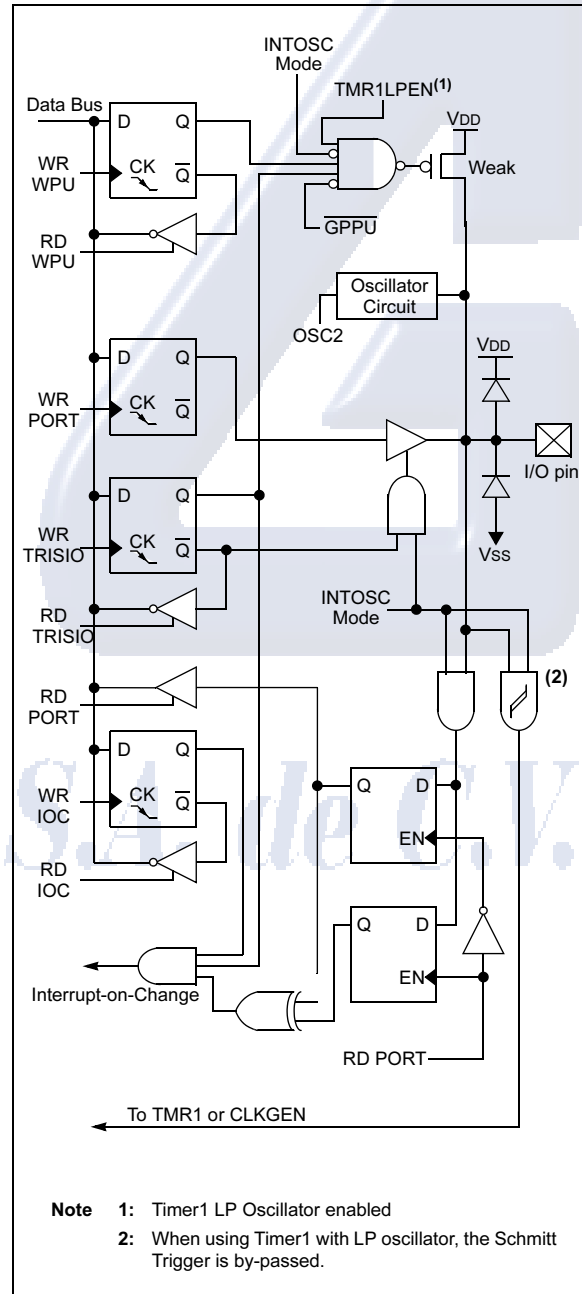 INTOSC
Mode
TMR1LPEN(1)
Data Bus
D Q
VDD
WR
WPU
CK Q
Weak
RD
WPU
GPPU
Oscillator
Circuit
OSC2
VDD
D Q
WR
PORT
CK Q
I/O pin
D Q
WR
TRISIO
CK Q
VSS
INTOSC
Mode
RD
TRISIO
(2)
RD
PORT
D Q
Q D
WR
IOC
CK Q
EN
S.A. de C.V.
RD
IOC
Q D
EN
Interrupt-on-Change
RD PORT
To TMR1 or CLKGEN
Note 1: Timer1 LP Oscillator enabled
2: When using Timer1 with LP oscillator, the Schmitt
Trigger is by-passed.